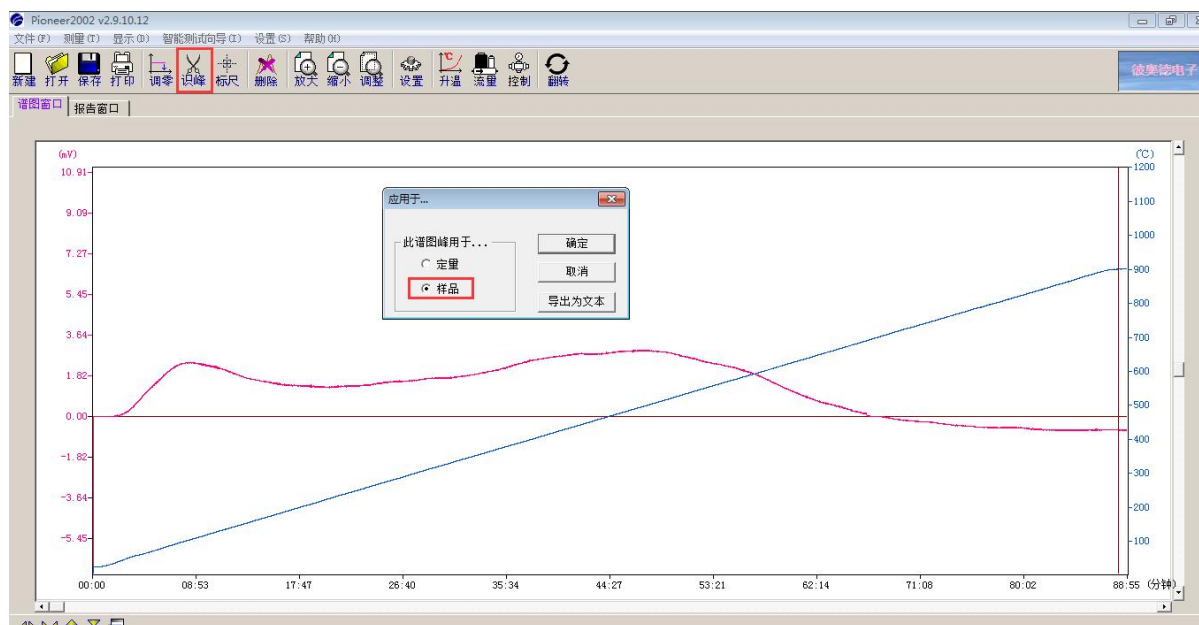 Pioneer2002 v2.9.10.12
文件(F) 测量(T) 显示(D) 智能测试向导(I) 设置(S) 帮助(H)
新建 打开 保存 打印 调零 识峰 标尺 删除 放大 缩小 调整 设置 升温 流量 控制 翻转
彼奥德电子
谱图窗口 报告窗口
(mV) (℃)
10.91 1200
1100
9.09
1000
7.27
900
5.45
800
3.64
700
1.82 600
500
0.00
400
-1.82
300
-3.64
200
-5.45 100
00:00 08:53 17:47 26:40 35:34 44:27 53:21 62:14 71:08 80:02 88:55 (分钟)
应用于...
此谱图峰用于...
定量
样品
确定
取消
导出为文本